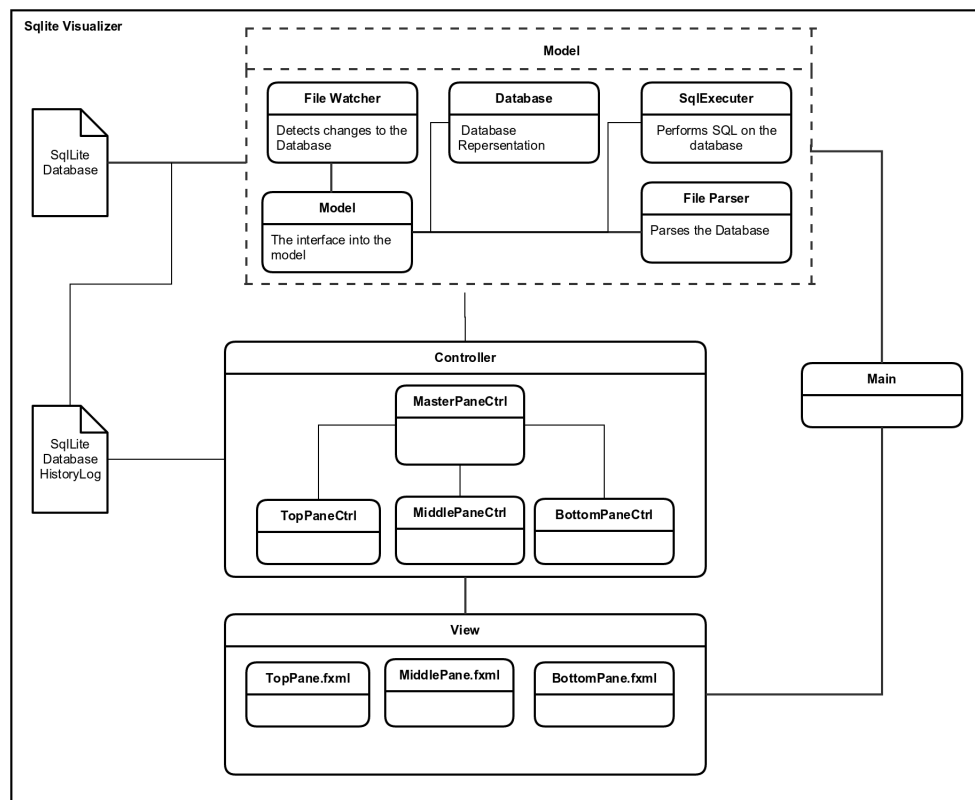 Sqlite Visualizer
Model
File Watcher
Detects changes to the
Database
Database
Database
Repersentation
SqlExecuter
Performs SQL on the
database
SqlLite
Database
Model
The interface into the
model
File Parser
Parses the Database
Controller
MasterPaneCtrl
Main
SqlLite
Database
HistoryLog
TopPaneCtrl
MiddlePaneCtrl
BottomPaneCtrl
View
TopPane.fxml
MiddlePane.fxml
BottomPane.fxml